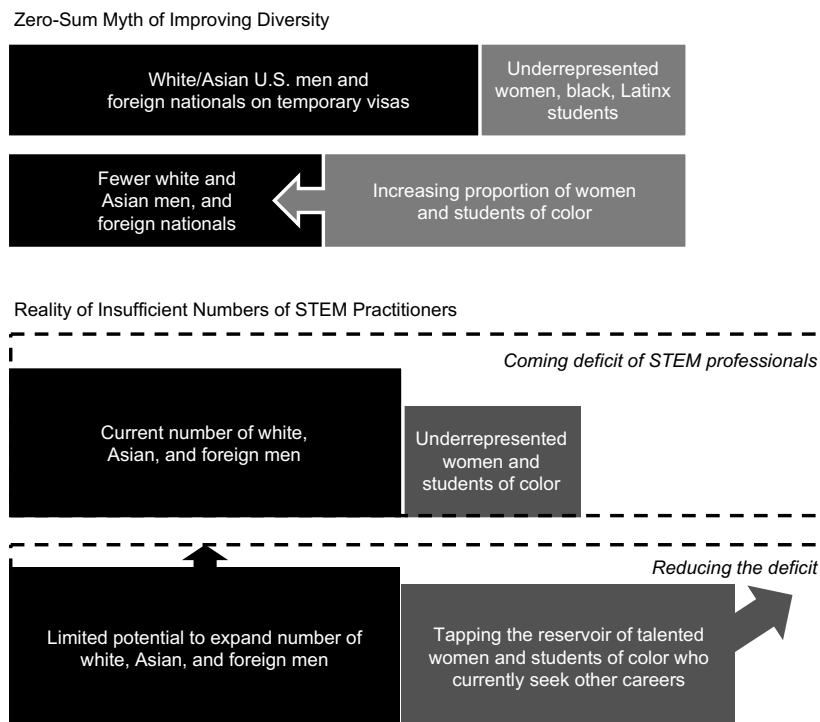 Zero-Sum Myth of Improving Diversity
White/Asian U.S. men and
foreign nationals on temporary visas
Underrepresented
women, black, Latinx
students
Fewer white and
Asian men, and
foreign nationals
Increasing proportion of women
and students of color
Reality of Insufficient Numbers of STEM Practitioners
Coming deficit of STEM professionals
Current number of white,
Asian, and foreign men
Underrepresented
women and
students of color
Reducing the deficit
Limited potential to expand number of
white, Asian, and foreign men
Tapping the reservoir of talented
women and students of color who
currently seek other careers